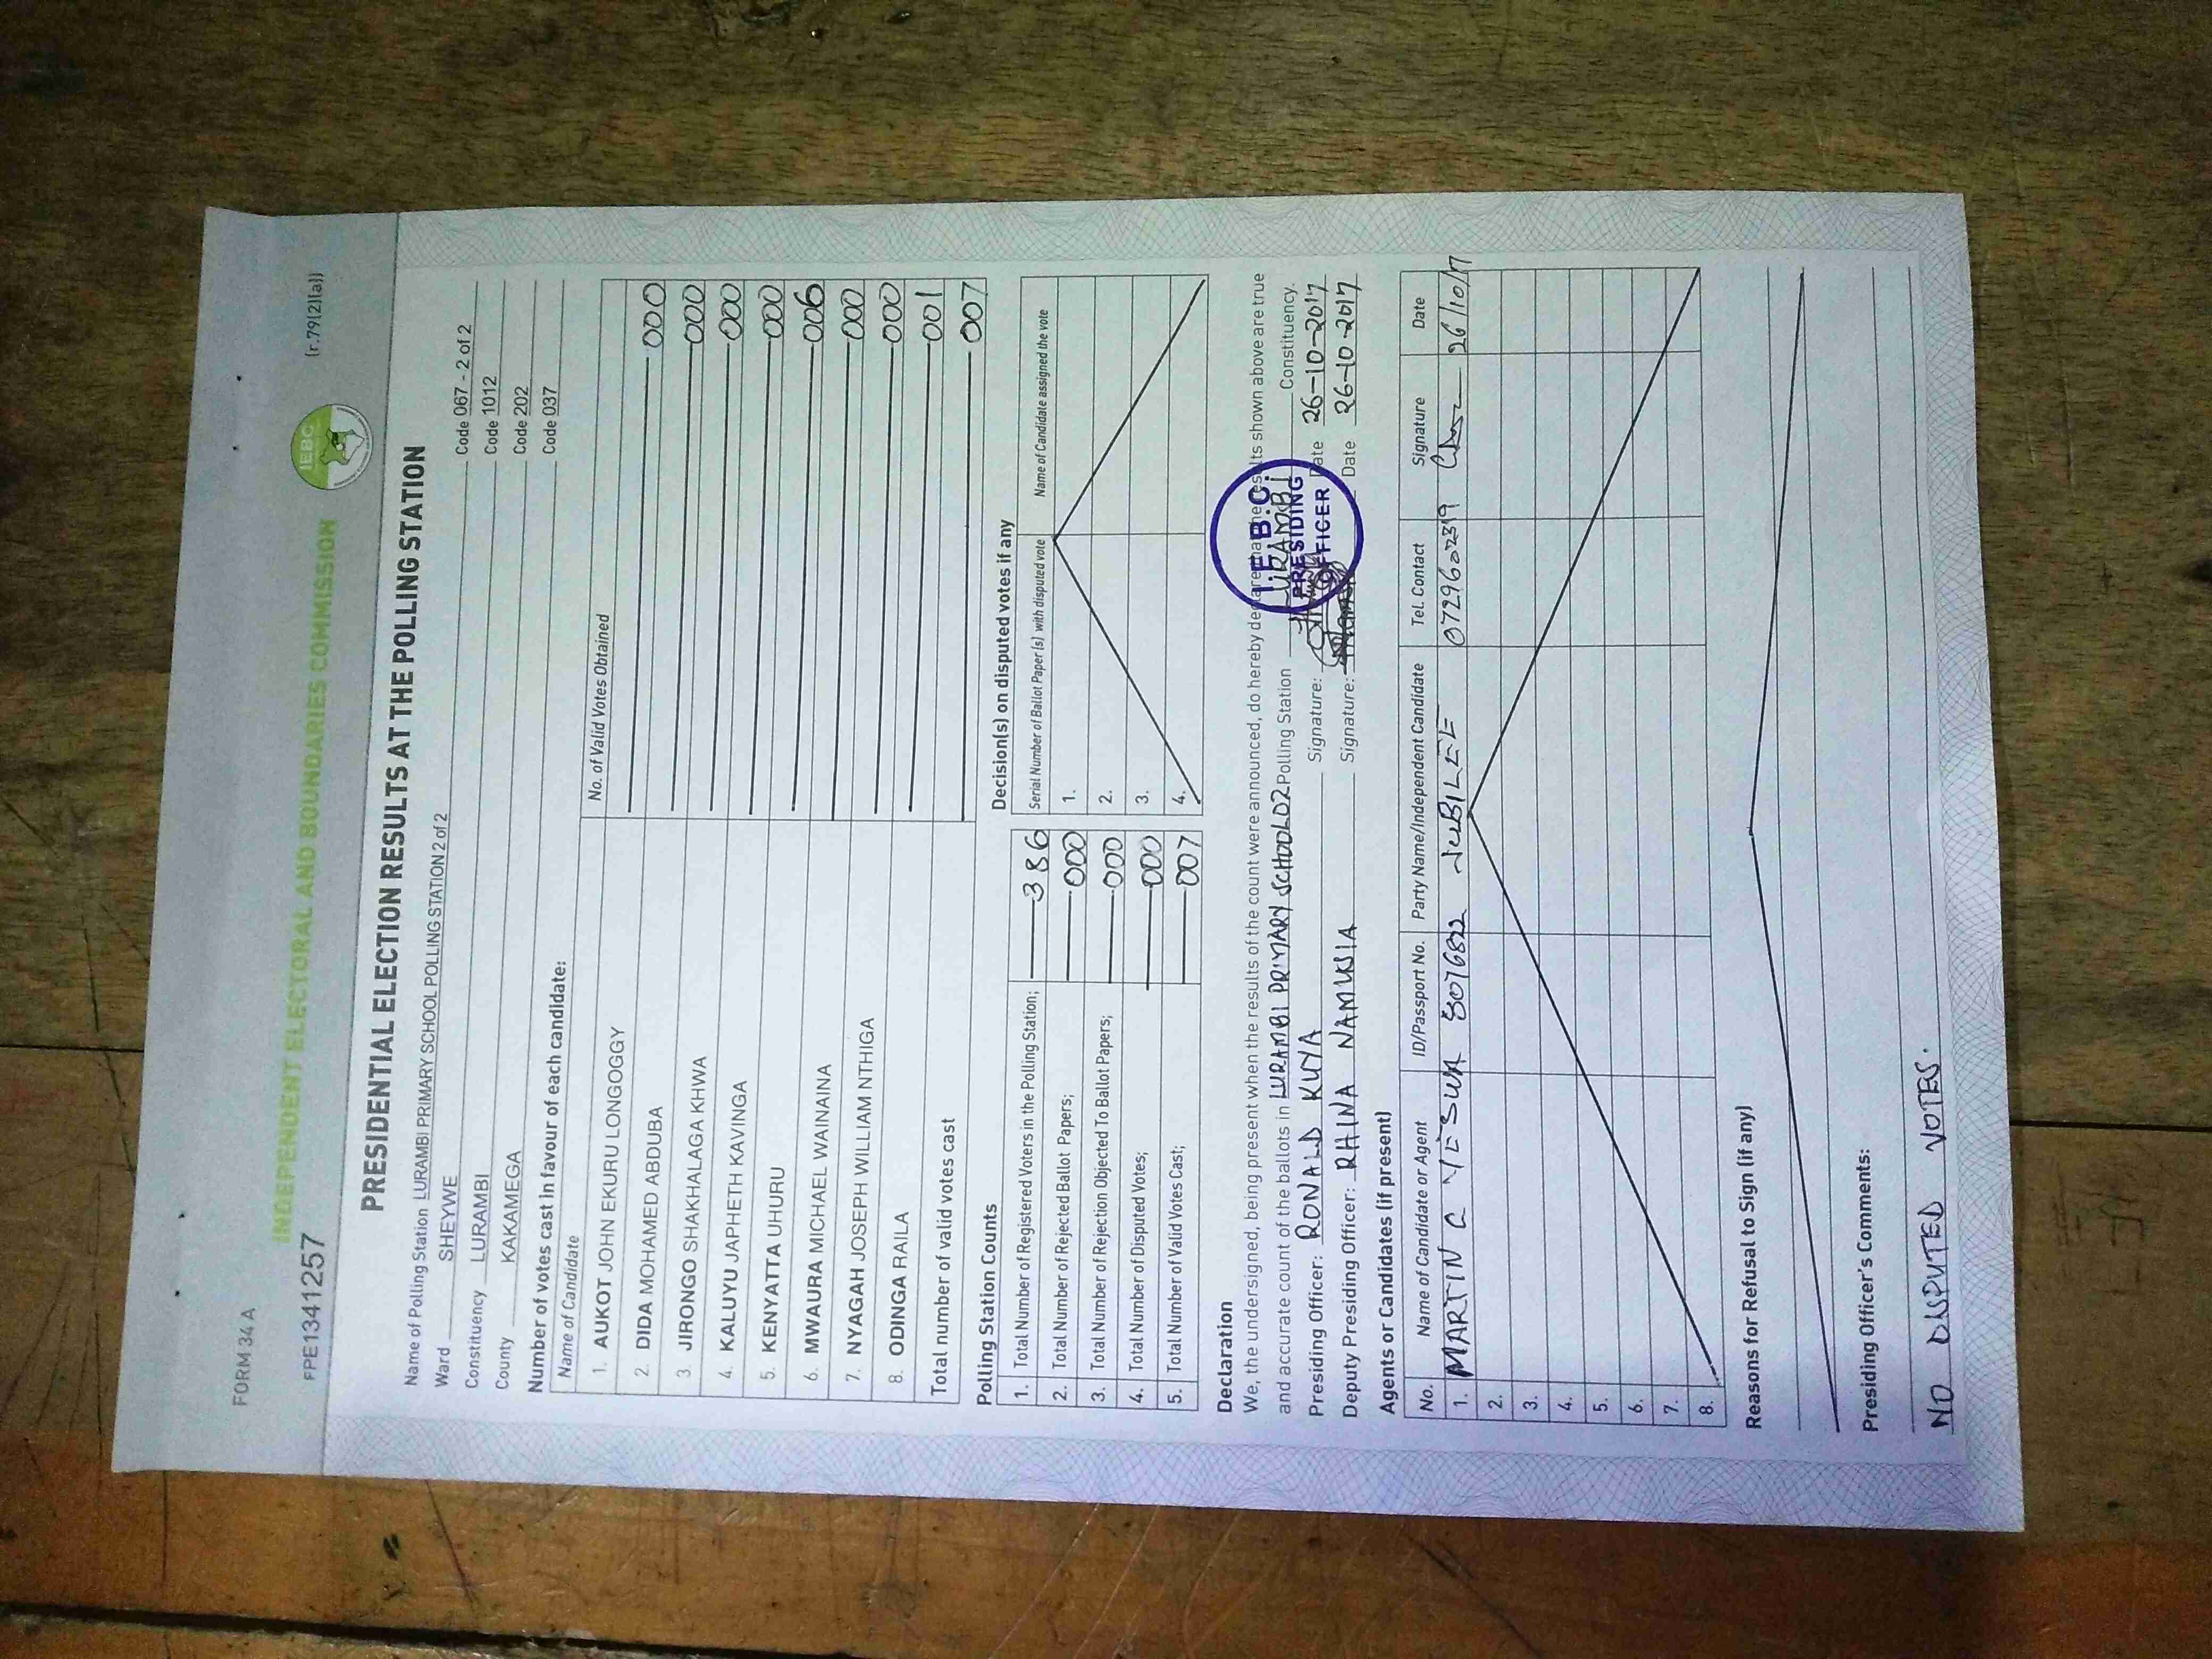 FORM 34 A
(r.79(2)(a))
INDEPENDENT ELECTORAL AND BOUNDARIES COMMISSION
IEBC
FPE1341257
PRESIDENTIAL ELECTION RESULTS AT THE POLLING STATION
Name of Polling Station LURAMBI PRIMARY SCHOOL POLLING STATION 2 of 2 Code 067 - 2 of 2
Ward SHEYWE Code 1012
Constituency LURAMBI Code 202
County KAKAMEGA Code 037
Number of votes cast in favour of each candidate:
Name of Candidate No. of Valid Votes Obtained
1. AUKOT JOHN EKURU LONGOGGY 000
2. DIDA MOHAMED ABDUBA 000
3 JIRONGO SHAKHALAGA KHWA 000
4. KALUYU JAPHETH KAVINGA 000
5. KENYATTA UHURU 006
6. MWAURA MICHAEL WAINAINA 000
7. NYAGAH JOSEPH WILLIAM NTHIGA 000
8. ODINGA RAILA 001
Total number of valid votes cast 007
Polling Station Counts
1. Total Number of Registered Voters in the Polling Station; 386
2. Total Number of Rejected Ballot Papers; 000
3. Total Number of Rejection Objected To Ballot Papers; 000
4. Total Number of Disputed Votes; 000
5. Total Number of Valid Votes Cast; 007
Decision(s) on disputed votes if any
Serial Number of Ballot Paper (s) with disputed vote Name of Candidate assigned the vote
1.
2.
3.
4.
Declaration
We, the undersigned, being present when the results of the count were announced, do hereby declare that the results shown above are true
and accurate count of the ballots in LURAMBI PRIMARY SCHOOL 02 Polling Station LURAMBI Constituency.
Presiding Officer: RONALD KUYA Signature: Date 26-10-2017
Deputy Presiding Officer: RHINA NAMUSIA Signature: Date 26-10-2017
I.E.B.C.
PRESIDING
OFFICER
Agents or Candidates (if present)
No. Name of Candidate or Agent ID/Passport No. Party Name/Independent Candidate Tel. Contact Signature Date
1. MARTIN C YESWA 8076822 JUBILEE 0729602319 26/10/17
2.
3.
4.
5.
6.
7.
8.
Reasons for Refusal to Sign (if any)
Presiding Officer's Comments:
NO DISPUTED VOTES.